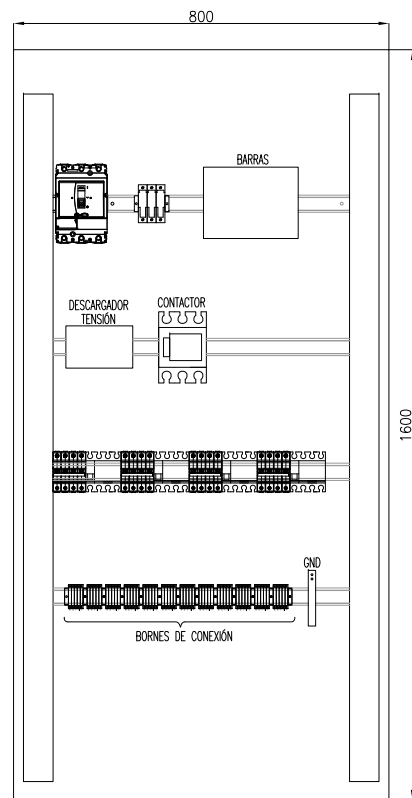 800
BARRAS
DESCARGADOR
TENSIÓN
CONTACTOR
1600
GND
BORNES DE CONEXIÓN